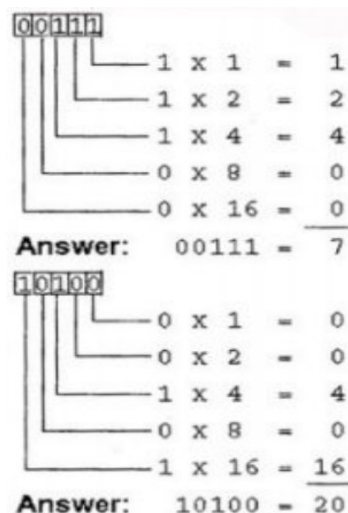 00111
1 x 1 = 1
1 x 2 = 2
1 x 4 = 4
0 x 8 = 0
0 x 16 = 0
Answer: 00111 = 7
10100
0 x 1 = 0
0 x 2 = 0
1 x 4 = 4
0 x 8 = 0
1 x 16 = 16
Answer: 10100 = 20